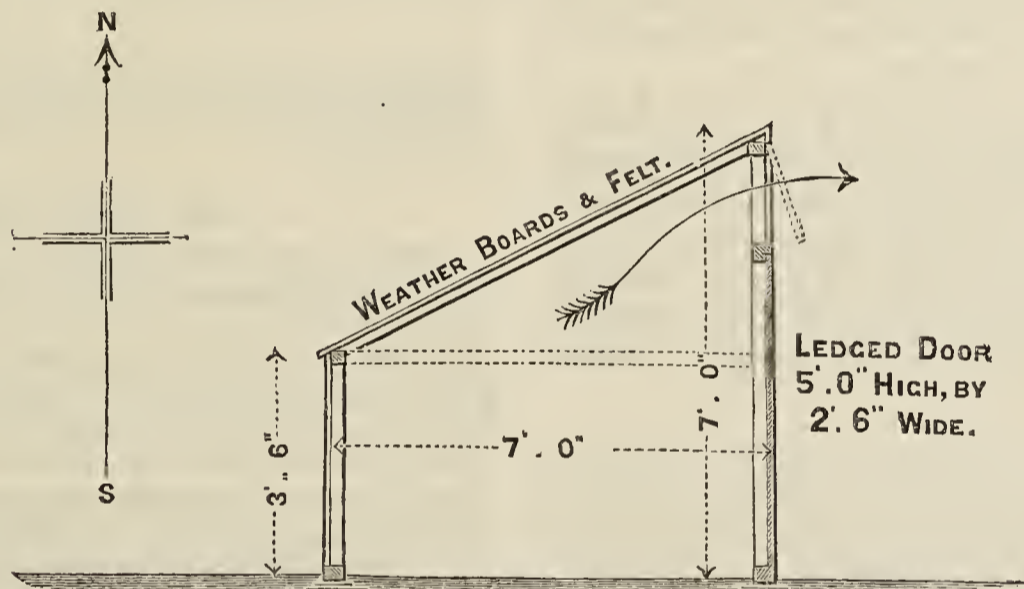 N
WEATHER BOARDS & FELT.
LEDGED DOOR
5'.0" HIGH, BY
2'. 6" WIDE.
3'.. 6"
7'. 0"
7'. 0"
S